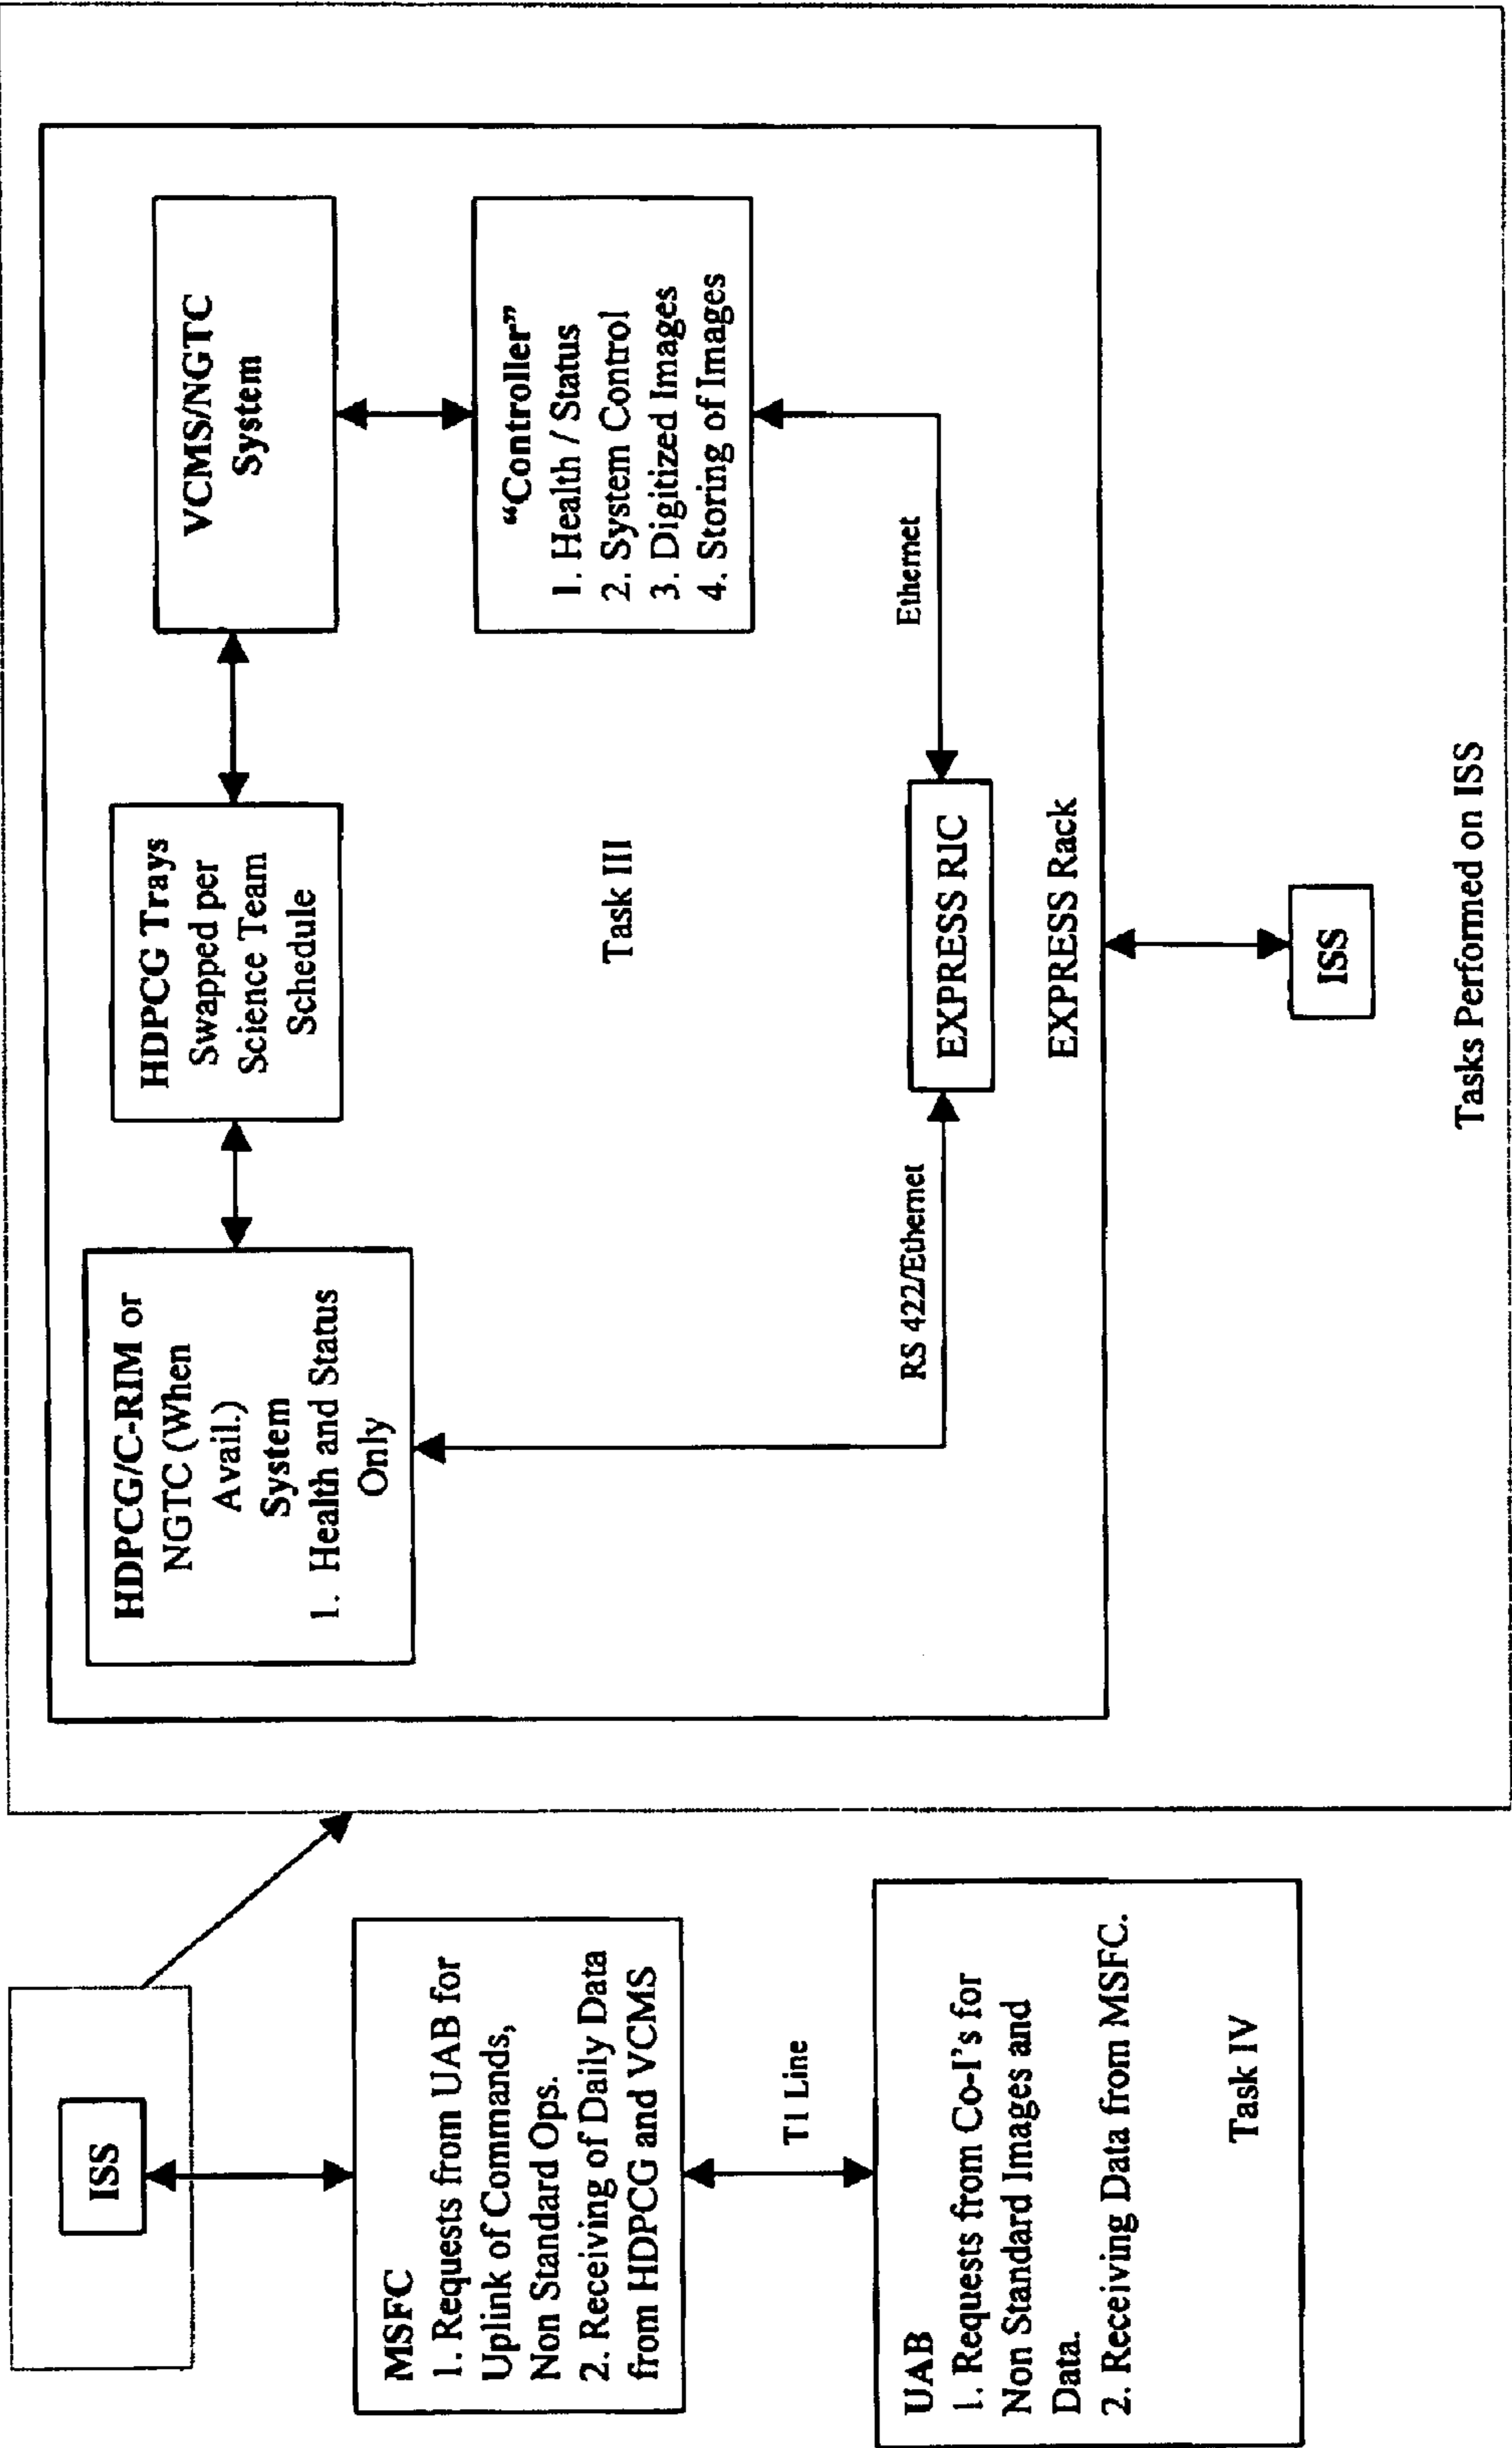 ISS
MSFC
1. Requests from UAB for
Uplink of Commands,
Non Standard Ops.
2. Receiving of Daily Data
from HDPCG and VCMS
T1 Line
UAB
1. Requests from Co-I's for
Non Standard Images and
Data.
2. Receiving Data from MSFC.
Task IV
HDPCG/C-RIM or
NGTC (When
Avail.)
System
1. Health and Status
Only
HDPCG Trays
Swapped per
Science Team
Schedule
VCMS/NGTC
System
“Controller”
1. Health / Status
2. System Control
3. Digitized Images
4. Storing of Images
Task III
RS 422/Ethernet
Ethernet
EXPRESS RIC
EXPRESS Rack
ISS
Tasks Performed on ISS